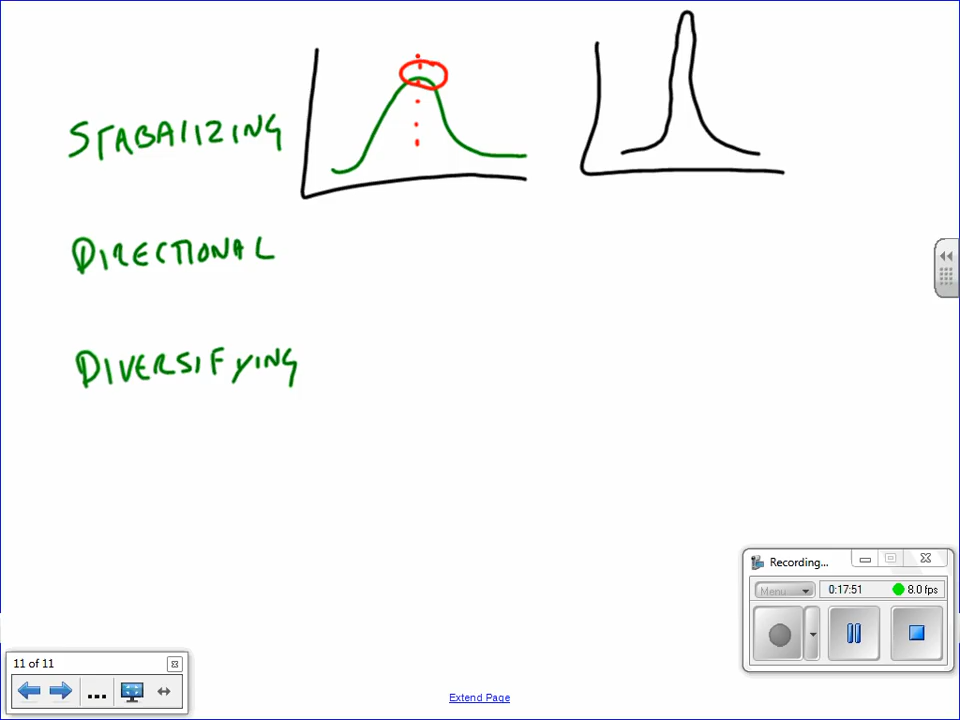 STABALIZING
DIRECTIONAL
DIVERSIFYING
Recording...
Menu
0:17:51
8.0 fps
11 of 11
...
Extend Page